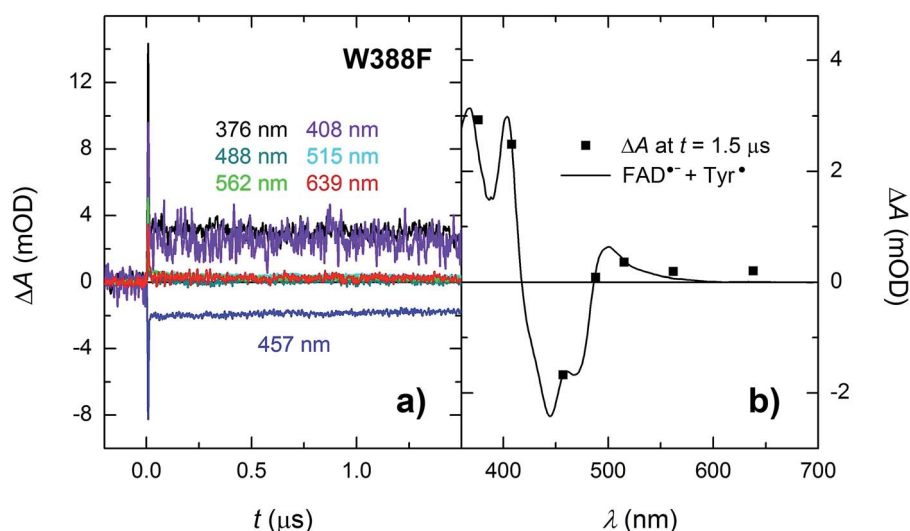 W388F
376 nm 408 nm
488 nm 515 nm
562 nm 639 nm
457 nm
a)
ΔA (mOD)
12
8
4
0
-4
-8
0.0 0.5 1.0
t (μs)
ΔA at t = 1.5 μs
FAD•− + Tyr•
b)
4
2
0
-2
ΔA (mOD)
400 500 600 700
λ (nm)